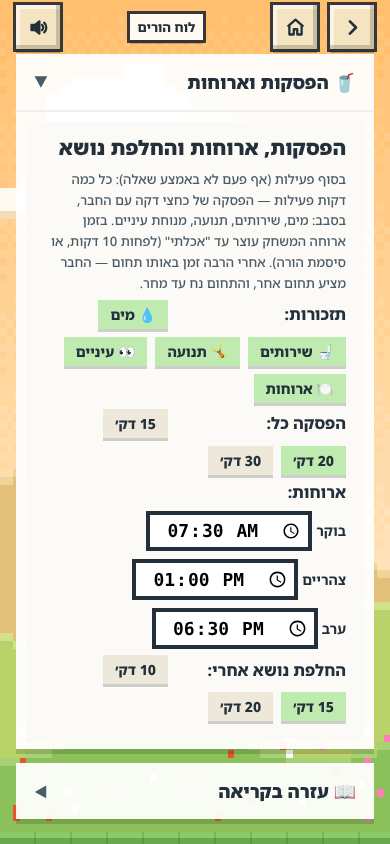 לוח הורים
🥤 הפסקות וארוחות ▼
הפסקות, ארוחות והחלפת נושא
בסוף פעילות (אף פעם לא באמצע שאלה): כל כמה
דקות פעילות — הפסקה של כחצי דקה עם החבר,
בסבב: מים, שירותים, תנועה, מנוחת עיניים. בזמן
ארוחה המשחק עוצר עד "אכלתי" (לפחות 10 דקות, או
סיסמת הורה). אחרי הרבה זמן באותו תחום — החבר
מציע תחום אחר, והתחום נח עד מחר.
תזכורות: 💧 מים
🚽 שירותים 🤸 תנועה 👀 עיניים
🍽️ ארוחות
הפסקה כל: 15 דק׳
20 דק׳ 30 דק׳
ארוחות:
בוקר 07:30 AM
צהריים 01:00 PM
ערב 06:30 PM
החלפת נושא אחרי: 10 דק׳
15 דק׳ 20 דק׳
📖 עזרה בקריאה ◀